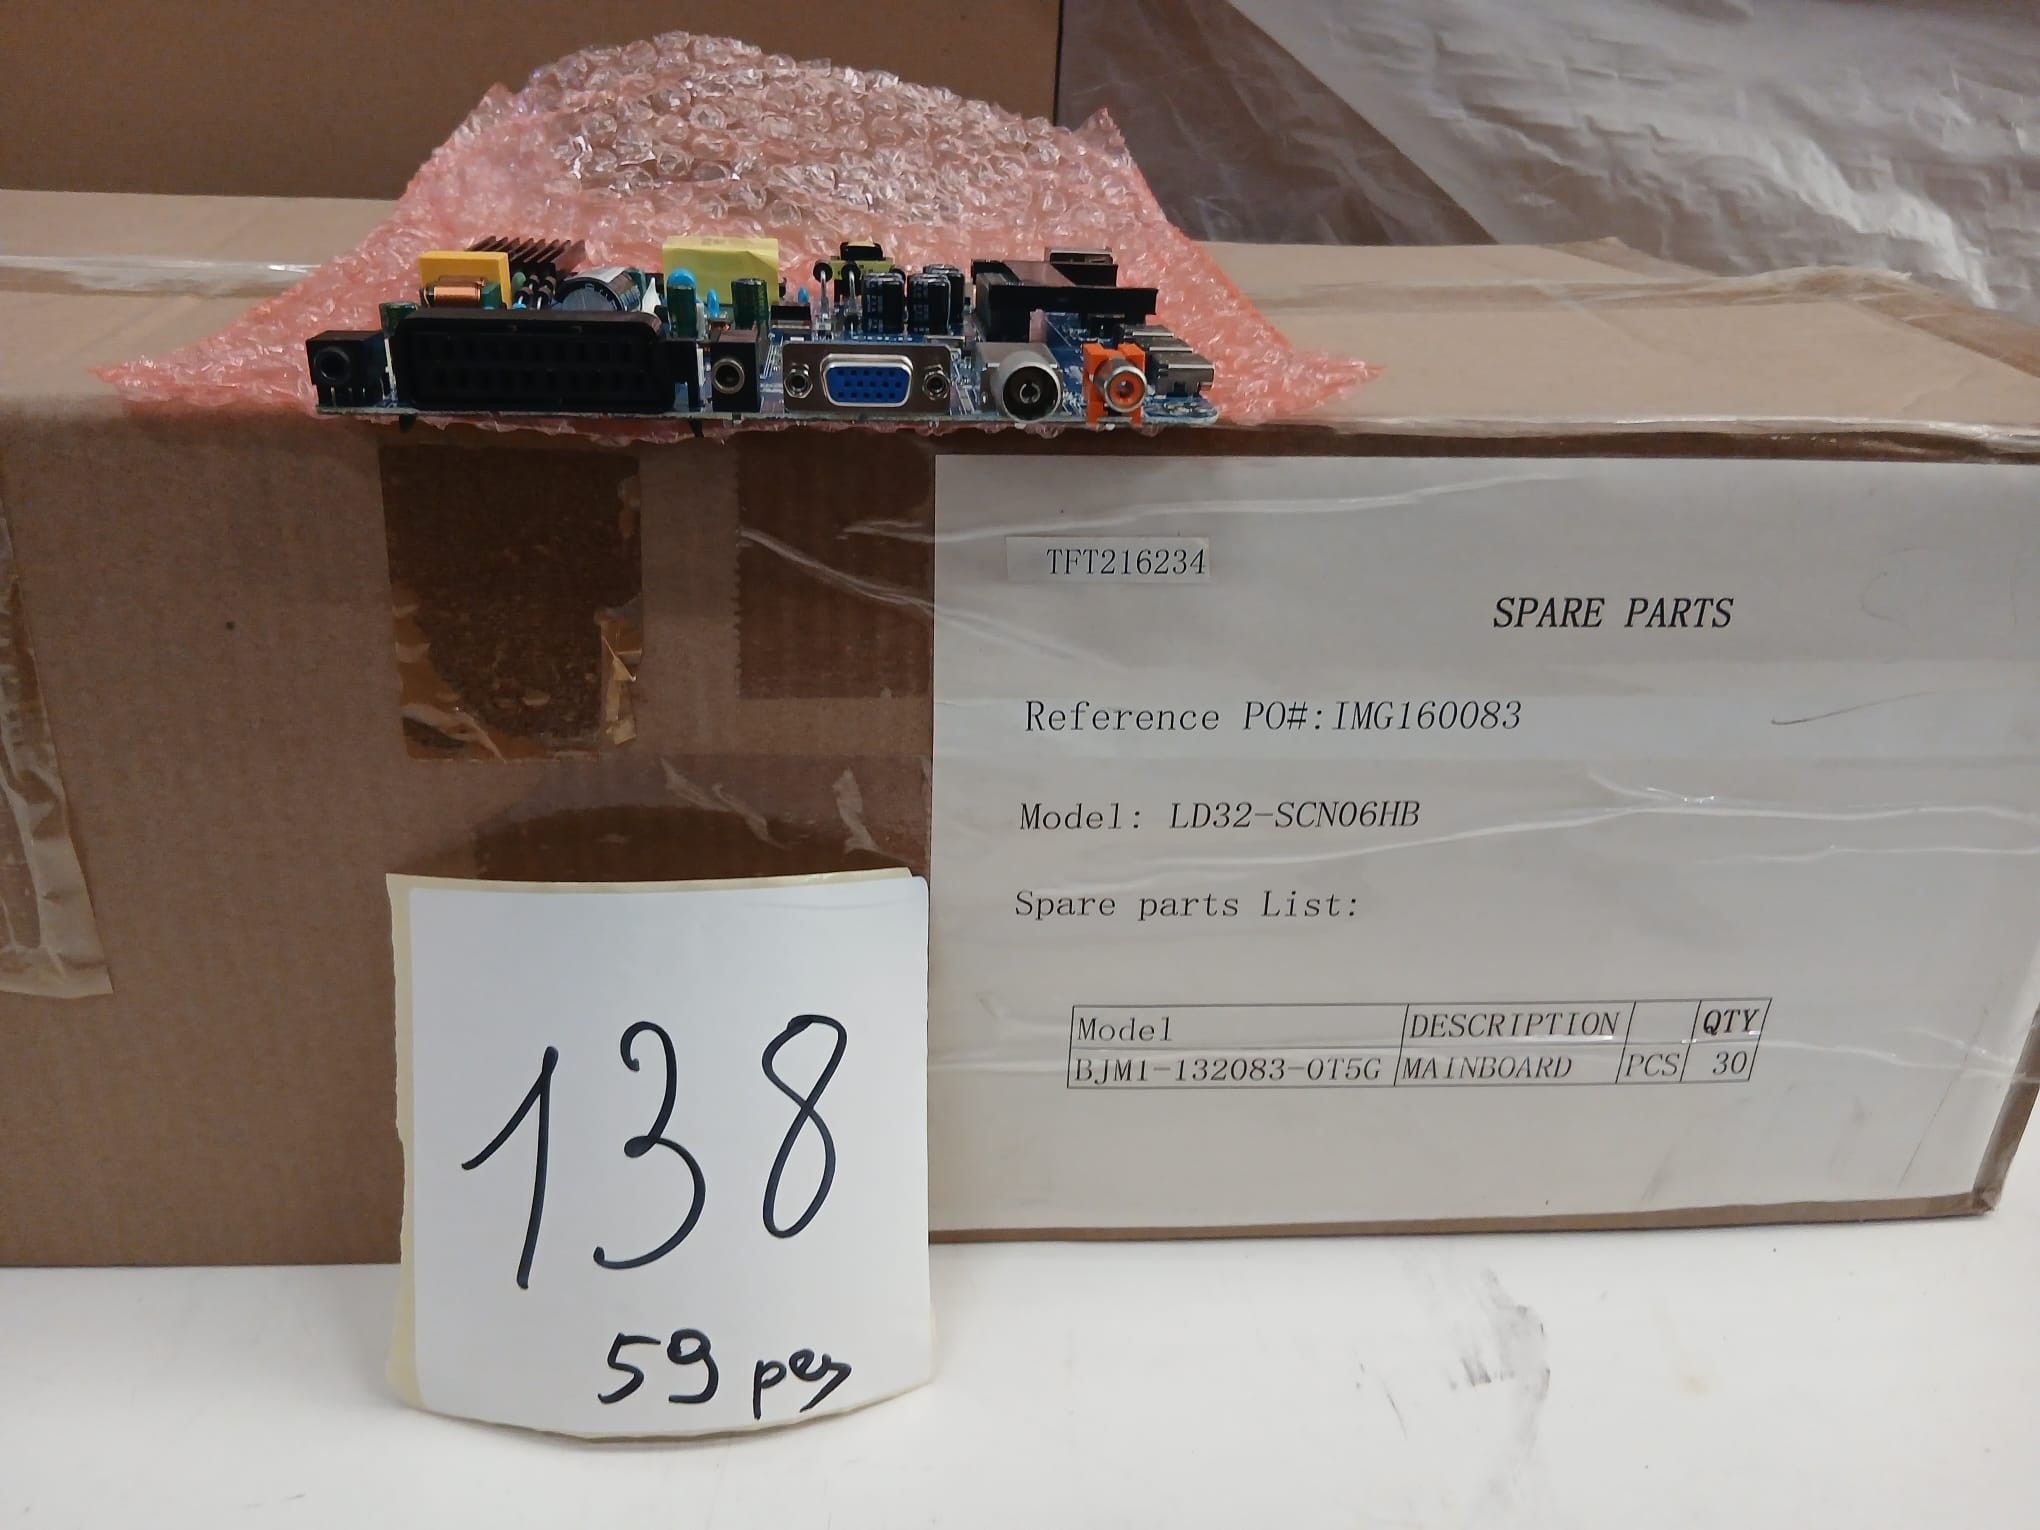 TFT216234
SPARE PARTS
Reference PO#:IMG160083
Model: LD32-SCN06HB
Spare parts List:
Model DESCRIPTION QTY
BJM1-132083-0T5G MAINBOARD PCS 30
138
59 pcs